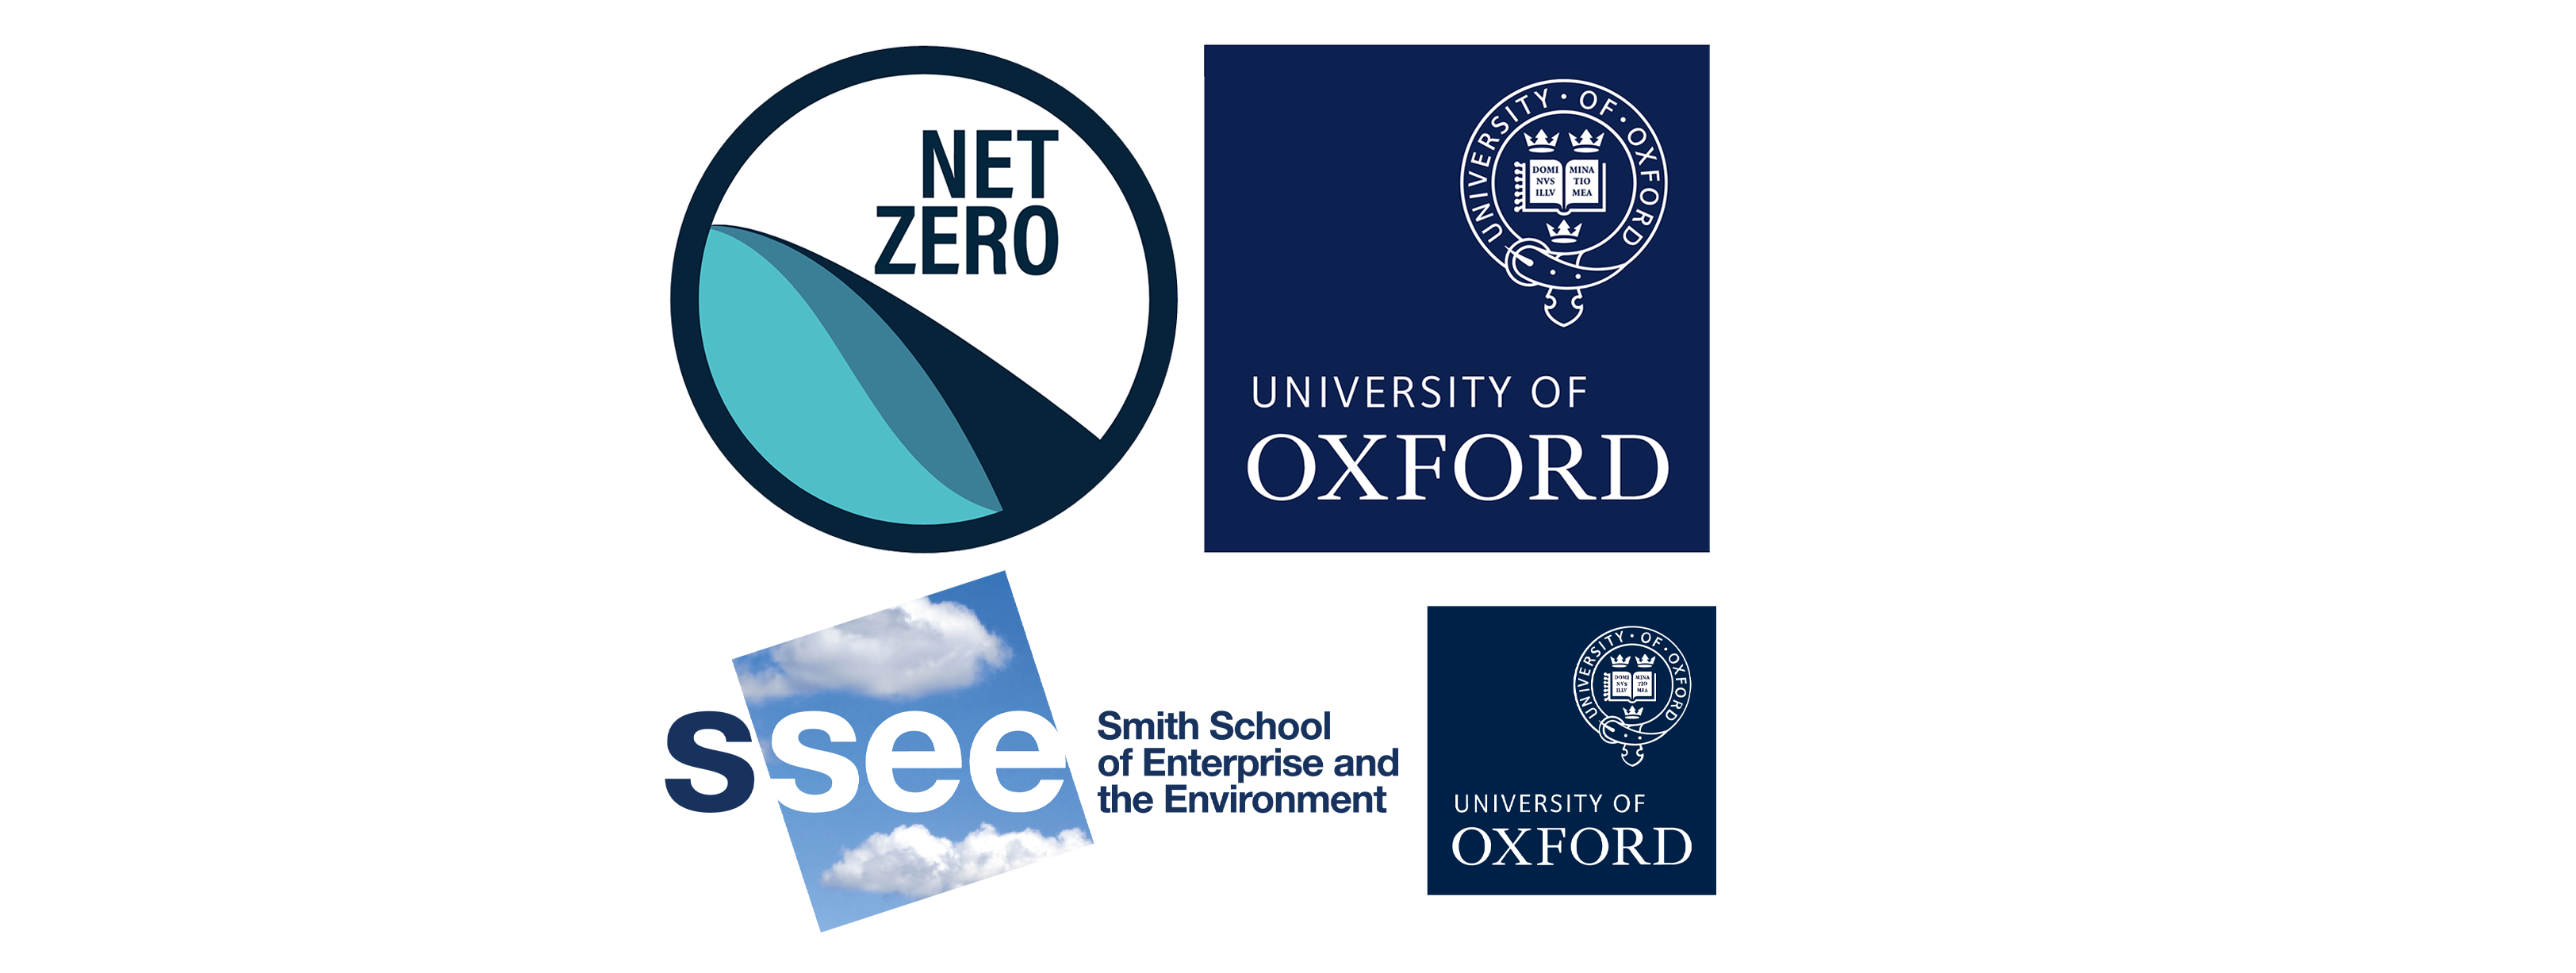 NET
ZERO
UNIVERSITY · OF · OXFORD
DOMI MINA
NVS TIO
ILLV MEA
UNIVERSITY OF
OXFORD
ssee
Smith School
of Enterprise and
the Environment
UNIVERSITY · OF · OXFORD
DOMI MINA
NVS TIO
ILLV MEA
UNIVERSITY OF
OXFORD